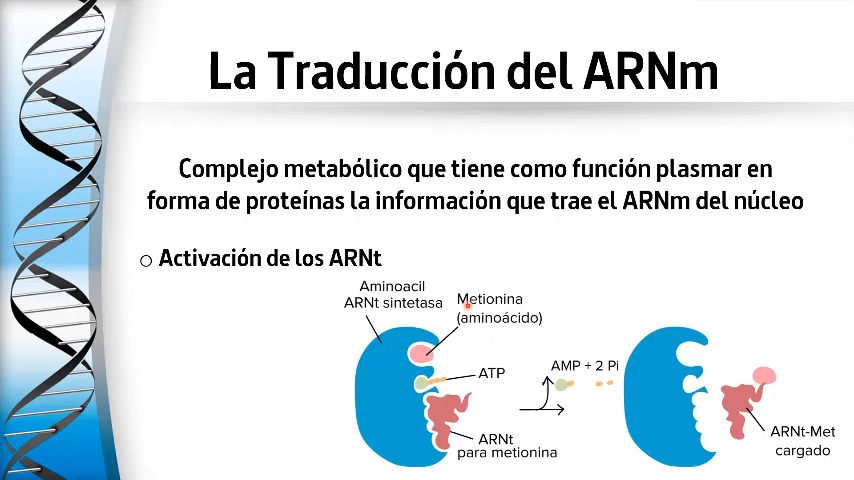 La Traducción del ARNm
Complejo metabólico que tiene como función plasmar en
forma de proteínas la información que trae el ARNm del núcleo
Activación de los ARNt
Aminoacil
ARNt sintetasa
Metionina
(aminoácido)
ATP
ARNt
para metionina
AMP + 2 Pi
ARNt-Met
cargado